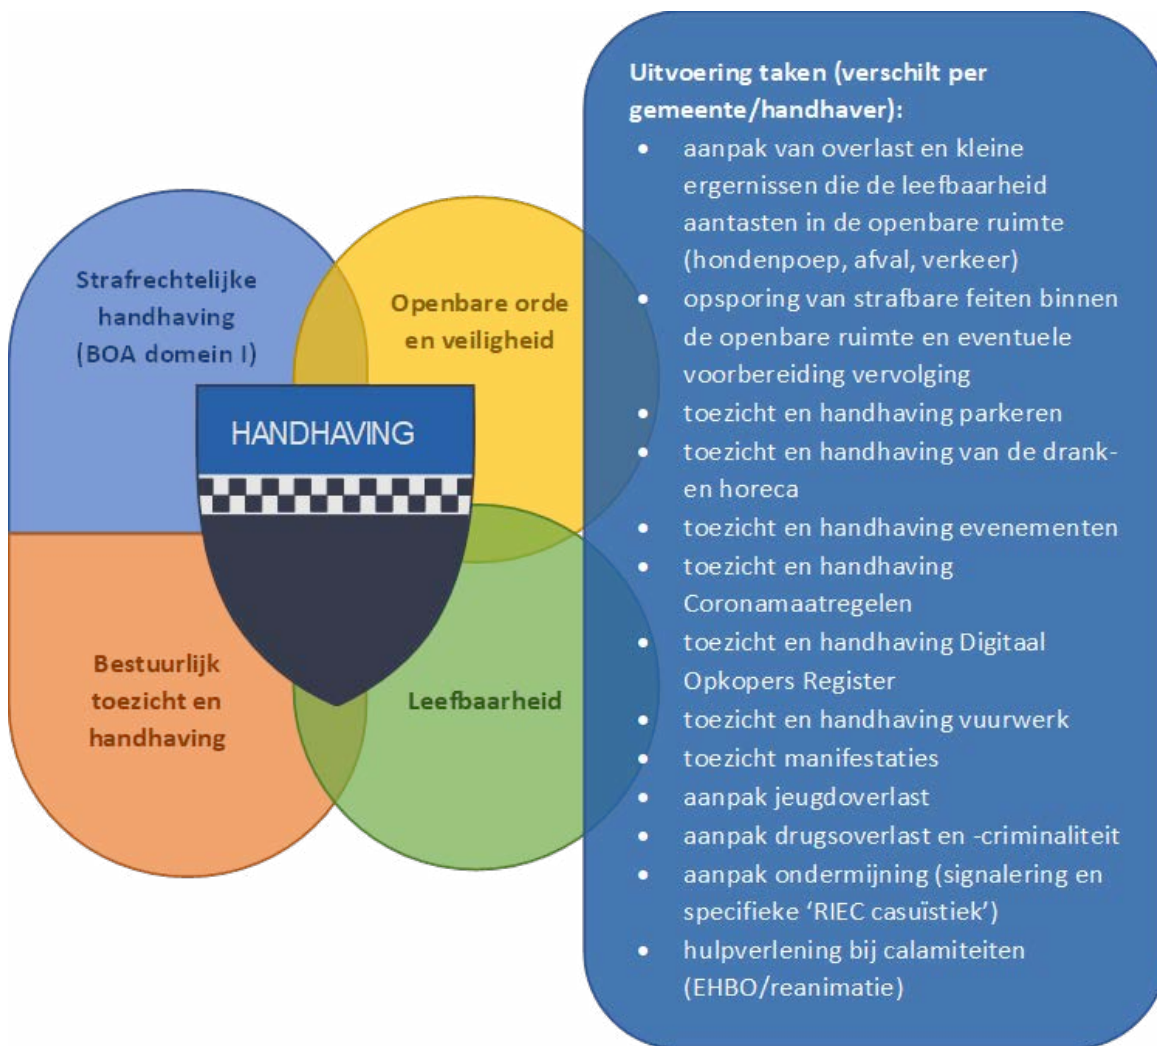 Strafrechtelijke
handhaving
(BOA domein I)
Openbare orde
en veiligheid
HANDHAVING
Bestuurlijk
toezicht en
handhaving
Leefbaarheid
Uitvoering taken (verschilt per
gemeente/handhaver):
• aanpak van overlast en kleine
ergernissen die de leefbaarheid
aantasten in de openbare ruimte
(hondenpoep, afval, verkeer)
• opsporing van strafbare feiten binnen
de openbare ruimte en eventuele
voorbereiding vervolging
• toezicht en handhaving parkeren
• toezicht en handhaving van de drank-
en horeca
• toezicht en handhaving evenementen
• toezicht en handhaving
Coronamaatregelen
• toezicht en handhaving Digitaal
Opkopers Register
• toezicht en handhaving vuurwerk
• toezicht manifestaties
• aanpak jeugdoverlast
• aanpak drugsoverlast en -criminaliteit
• aanpak ondermijning (signalering en
specifieke ‘RIEC casuïstiek’)
• hulpverlening bij calamiteiten
(EHBO/reanimatie)